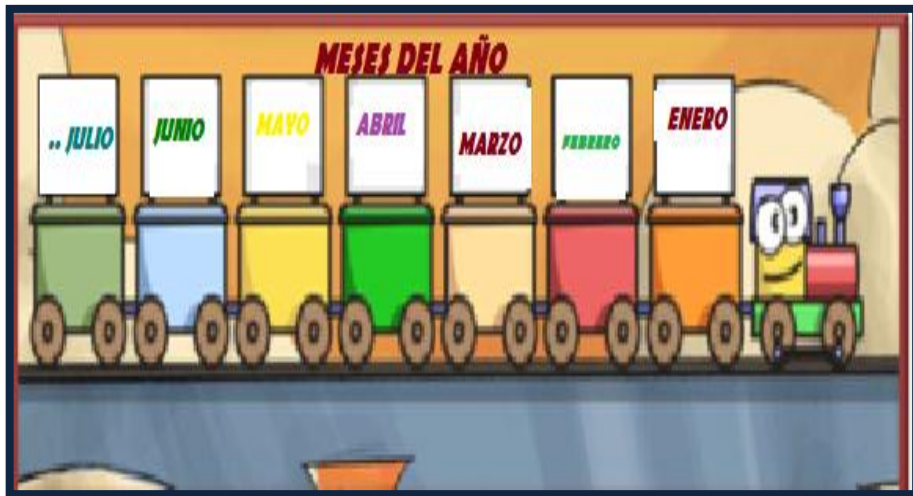 MESES DEL AÑO
.. JULIO
JUNIO
MAYO
ABRIL
MARZO
FEBRERO
ENERO